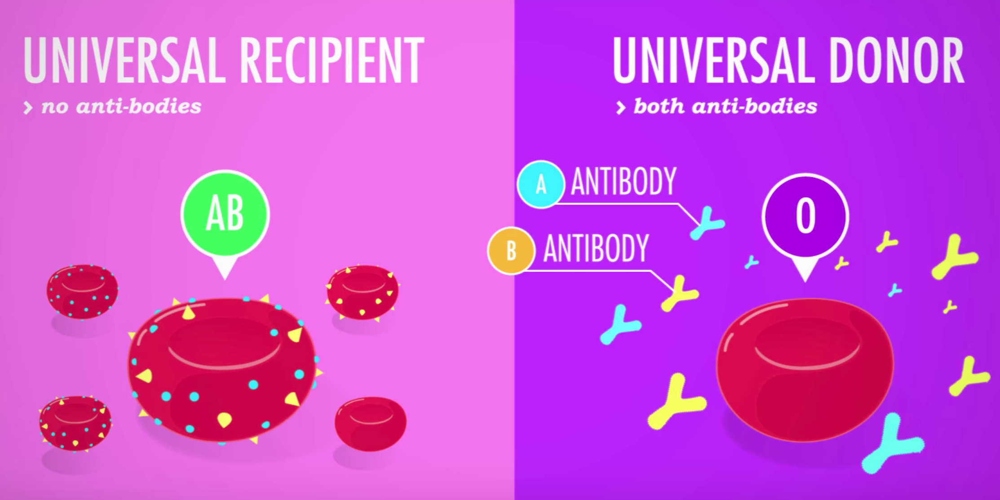 UNIVERSAL RECIPIENT
> no anti-bodies
AB
UNIVERSAL DONOR
> both anti-bodies
A ANTIBODY
B ANTIBODY
O